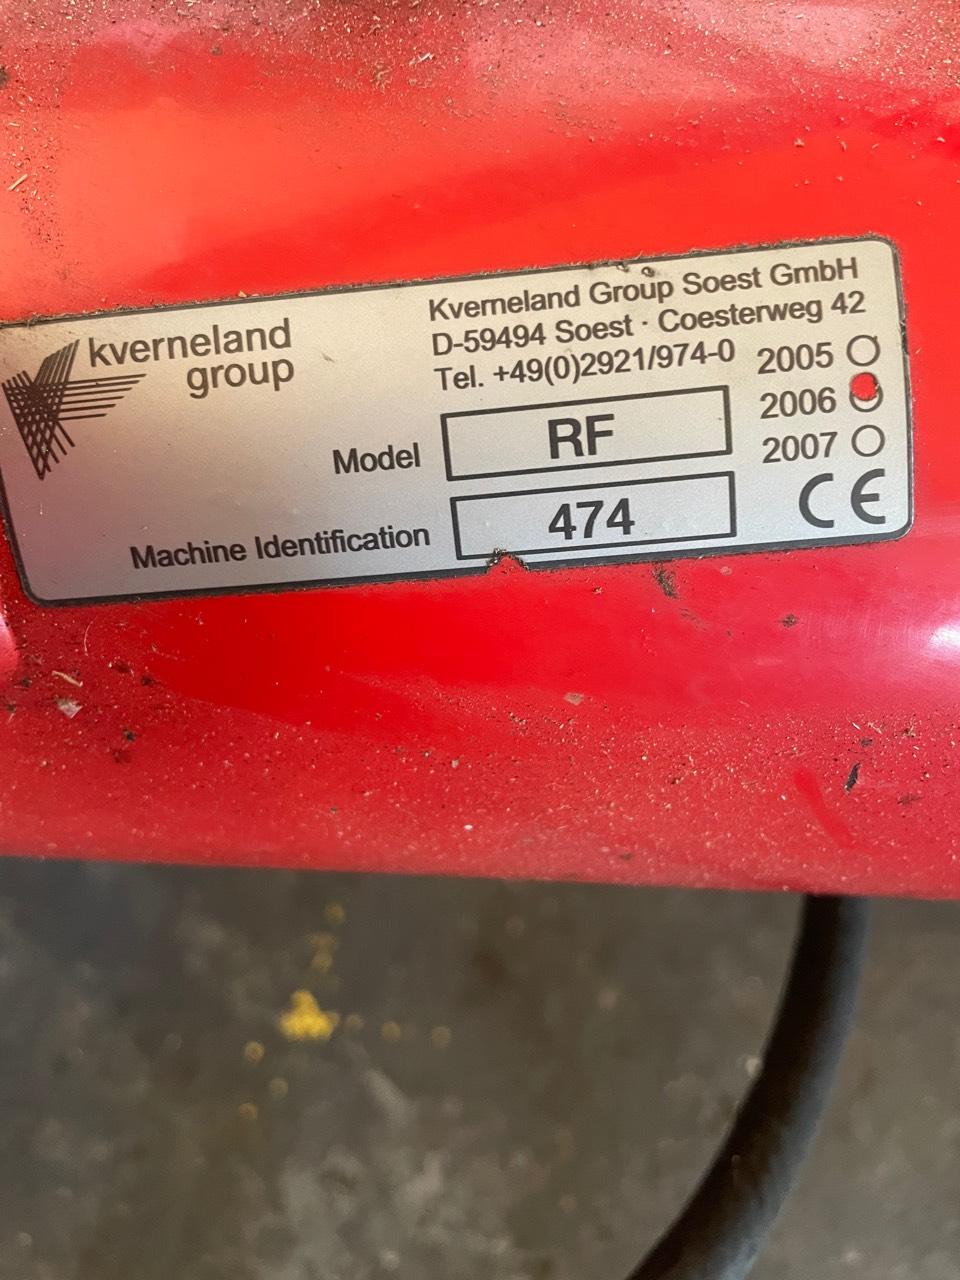 kverneland
group
Kverneland Group Soest GmbH
D-59494 Soest · Coesterweg 42
Tel. +49(0)2921/974-0
2005
2006
2007
Model RF
Machine Identification 474
CE